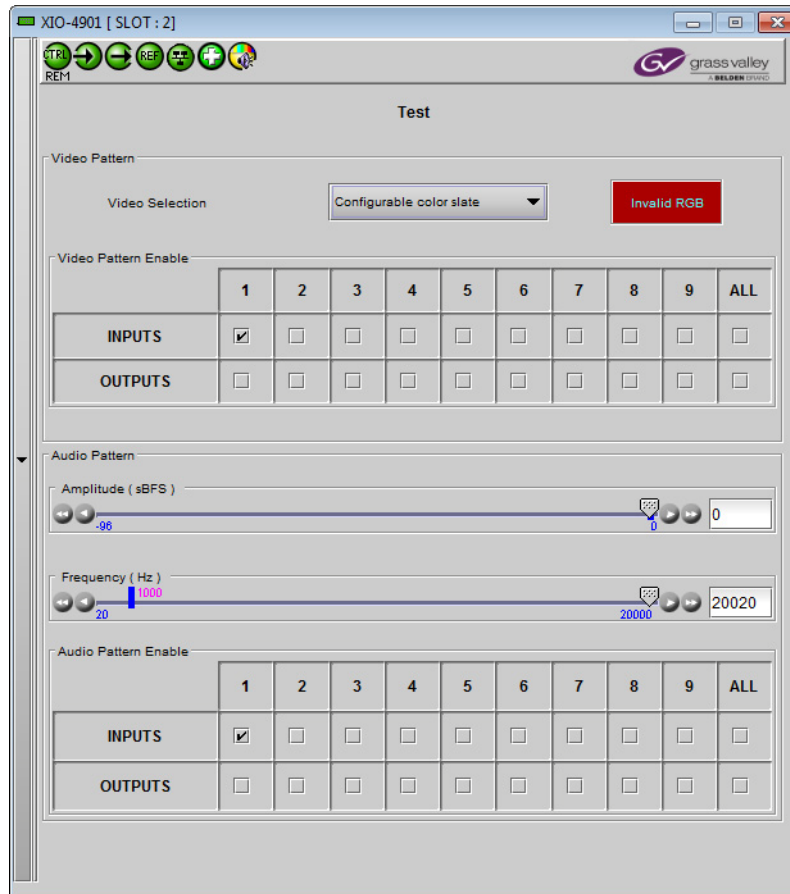 XIO-4901 [ SLOT : 2]
CTRL REF
REM
grass valley
A BELDEN BRAND
Test
Video Pattern
Video Selection Configurable color slate Invalid RGB
Video Pattern Enable
1 2 3 4 5 6 7 8 9 ALL
INPUTS
OUTPUTS
Audio Pattern
Amplitude ( sBFS )
-96 0 0
Frequency ( Hz )
1000
20 20000 20020
Audio Pattern Enable
1 2 3 4 5 6 7 8 9 ALL
INPUTS
OUTPUTS